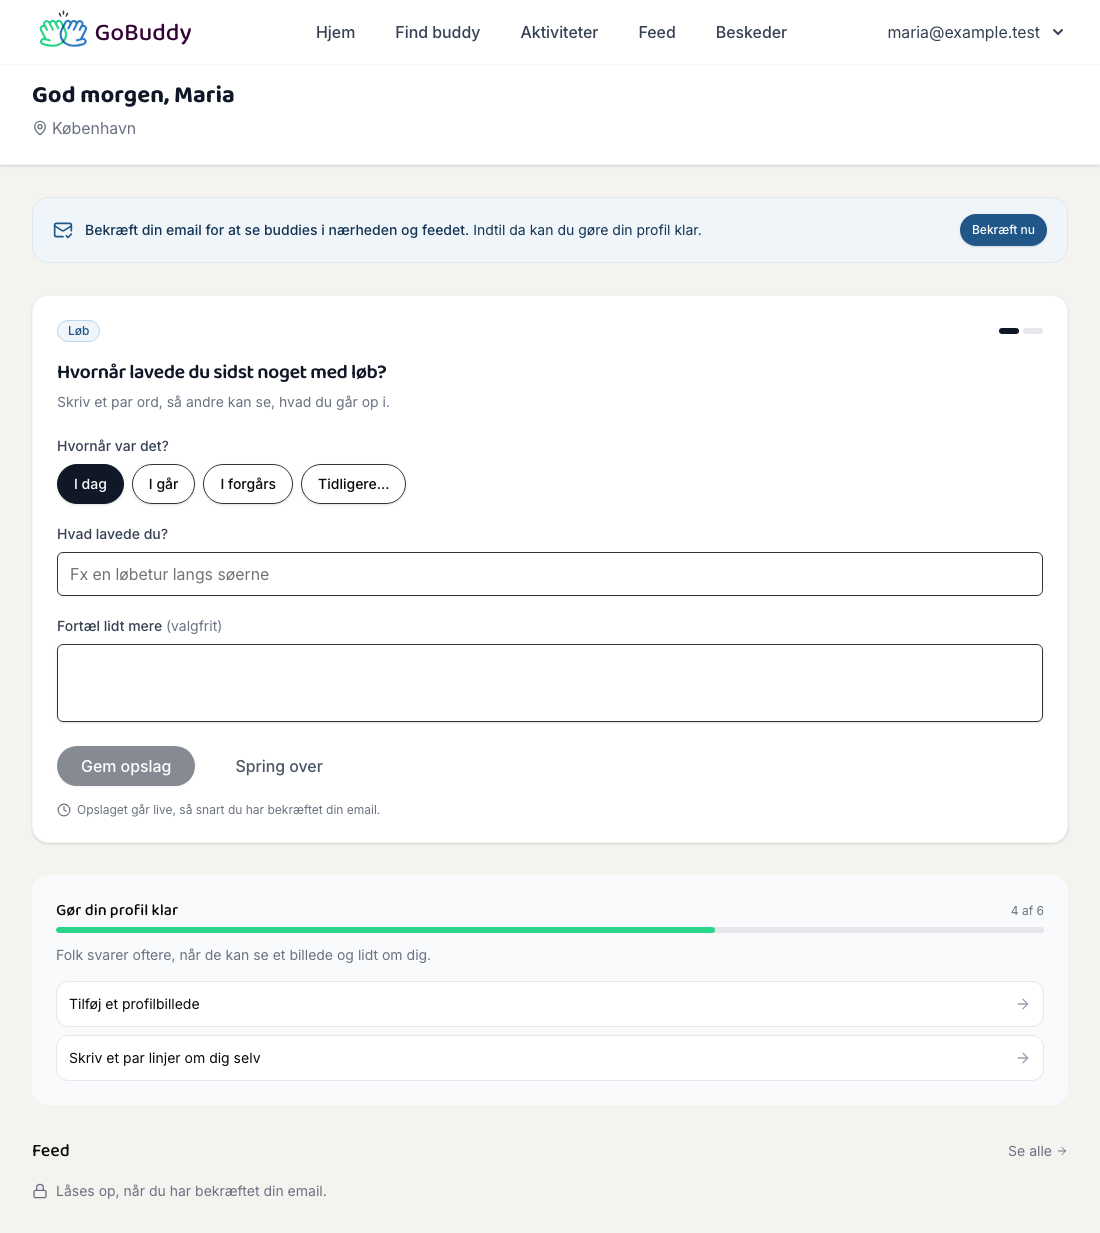 GoBuddy
Hjem
Find buddy
Aktiviteter
Feed
Beskeder
maria@example.test
God morgen, Maria
København
Bekræft din email for at se buddies i nærheden og feedet. Indtil da kan du gøre din profil klar.
Bekræft nu
Løb
Hvornår lavede du sidst noget med løb?
Skriv et par ord, så andre kan se, hvad du går op i.
Hvornår var det?
I dag
I går
I forgårs
Tidligere...
Hvad lavede du?
Fx en løbetur langs søerne
Fortæl lidt mere (valgfrit)
Gem opslag
Spring over
Opslaget går live, så snart du har bekræftet din email.
Gør din profil klar
4 af 6
Folk svarer oftere, når de kan se et billede og lidt om dig.
Tilføj et profilbillede
Skriv et par linjer om dig selv
Feed
Se alle
Låses op, når du har bekræftet din email.